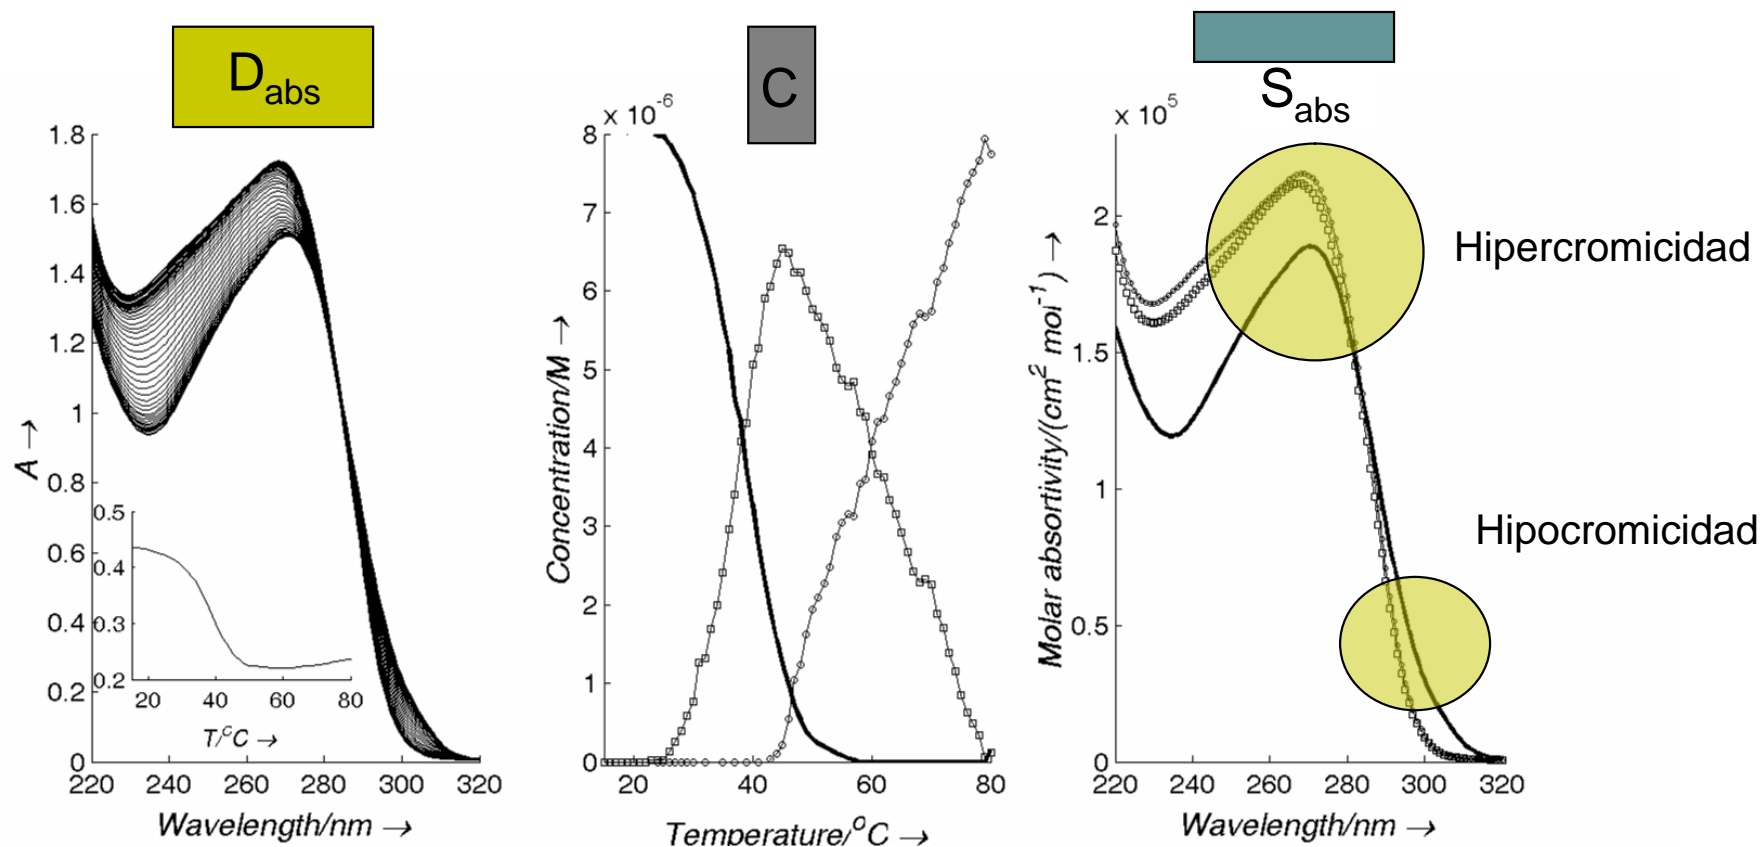 D_abs
C
S_abs
1.8
1.6
1.4
1.2
1
0.8
0.6
0.4
0.2
0
A →
220 240 260 280 300 320
Wavelength/nm →
0.5
0.4
0.3
0.2
20 40 60 80
T/°C →
x 10^-6
8
7
6
5
4
3
2
1
0
Concentration/M →
20 40 60 80
Temperature/°C →
x 10^5
2
1.5
1
0.5
0
Molar absortivity/(cm^2 mol^-1) →
220 240 260 280 300 320
Wavelength/nm →
Hipercromicidad
Hipocromicidad